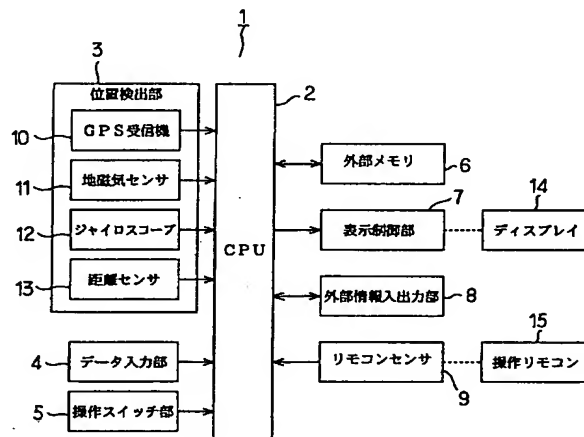 1
3
位置検出部
2
10
GPS受信機
11
地磁気センサ
12
ジャイロスコープ
13
距離センサ
CPU
外部メモリ
6
7
表示制御部
14
ディスプレイ
外部情報入出力部
8
4
データ入力部
リモコンセンサ
9
15
操作リモコン
5
操作スイッチ部